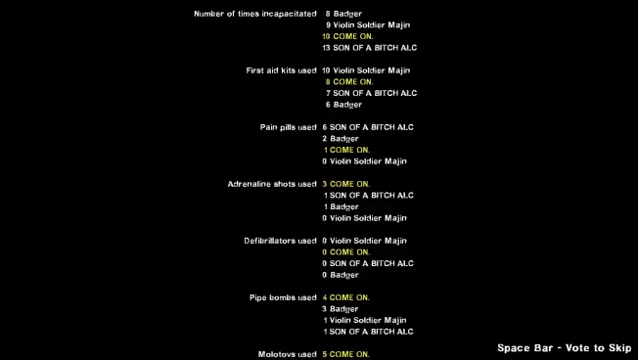 Number of times incapacitated 8 Badger
9 Violin Soldier Majin
10 COME ON.
13 SON OF A BITCH ALC
First aid kits used 10 Violin Soldier Majin
8 COME ON.
7 SON OF A BITCH ALC
6 Badger
Pain pills used 6 SON OF A BITCH ALC
2 Badger
1 COME ON.
0 Violin Soldier Majin
Adrenaline shots used 3 COME ON.
1 SON OF A BITCH ALC
1 Badger
0 Violin Soldier Majin
Defibrillators used 0 Violin Soldier Majin
0 COME ON.
0 SON OF A BITCH ALC
0 Badger
Pipe bombs used 4 COME ON.
3 Badger
1 Violin Soldier Majin
1 SON OF A BITCH ALC
Space Bar - Vote to Skip
Molotovs used 5 COME ON.